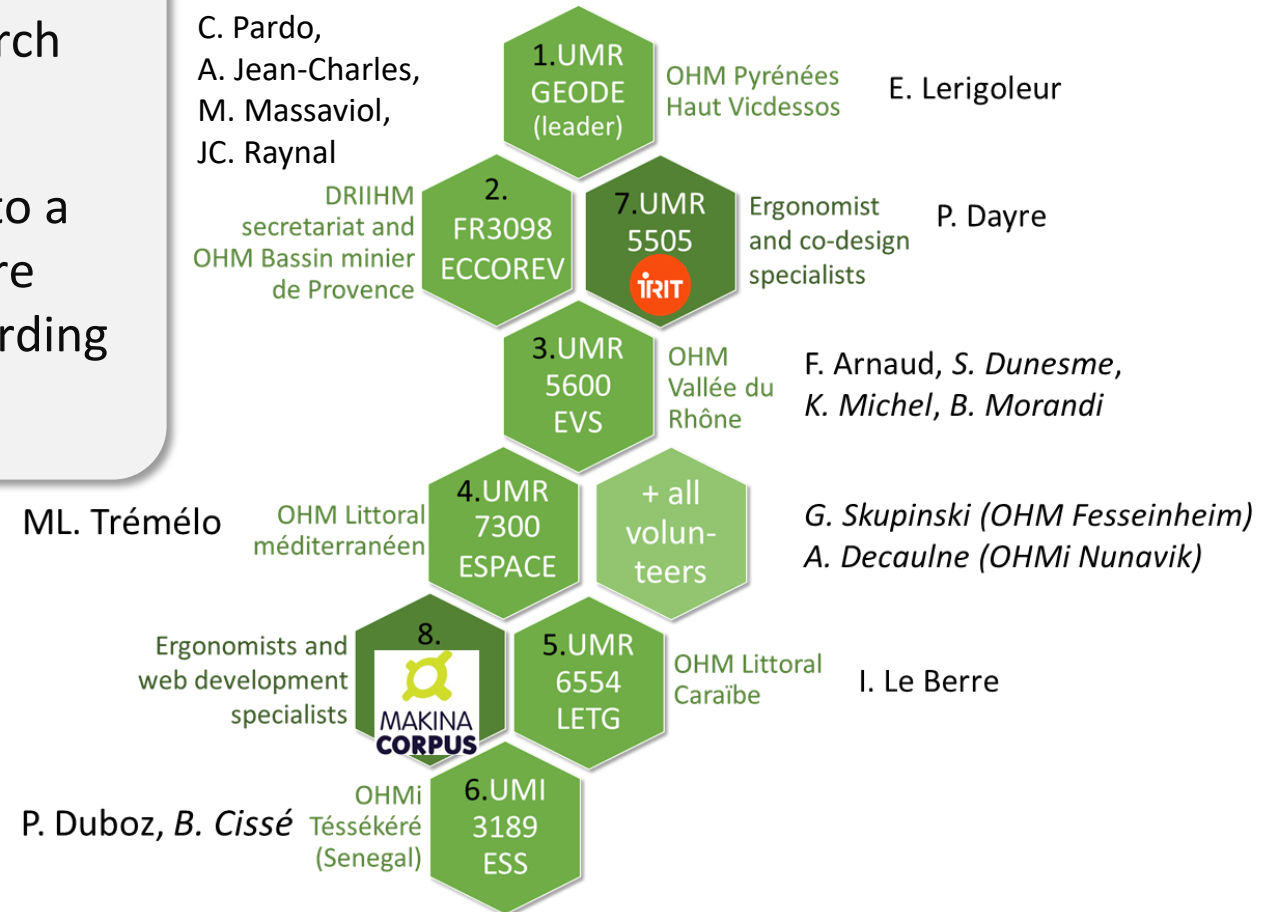 rch
to a
re
rding
C. Pardo,
A. Jean-Charles,
M. Massaviol,
JC. Raynal
1.UMR
GEODE
(leader)
OHM Pyrénées
Haut Vicdessos
E. Lerigoleur
DRIIHM
secretariat and
OHM Bassin minier
de Provence
2.
FR3098
ECCOREV
7.UMR
5505
IRIT
Ergonomist
and co-design
specialists
P. Dayre
3.UMR
5600
EVS
OHM
Vallée du
Rhône
F. Arnaud, S. Dunesme,
K. Michel, B. Morandi
ML. Trémélo
OHM Littoral
méditerranéen
4.UMR
7300
ESPACE
+ all
volun-
teers
G. Skupinski (OHM Fesseinheim)
A. Decaulne (OHMi Nunavik)
Ergonomists and
web development
specialists
8.
MAKINA
CORPUS
5.UMR
6554
LETG
OHM Littoral
Caraïbe
I. Le Berre
P. Duboz, B. Cissé
OHMi
Téssékéré
(Senegal)
6.UMI
3189
ESS